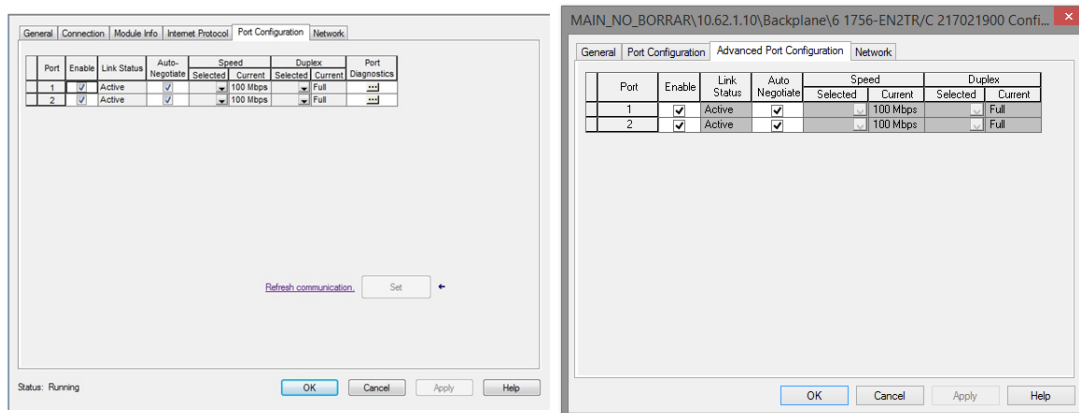 General Connection Module Info Internet Protocol Port Configuration Network
Port Enable Link Status Auto-Negotiate Speed Duplex Port Diagnostics
Selected Current Selected Current
1 Active 100 Mbps Full ...
2 Active 100 Mbps Full ...
Refresh communication. Set
Status: Running OK Cancel Apply Help
MAIN_NO_BORRAR\10.62.1.10\Backplane\6 1756-EN2TR/C 217021900 Confi...
General Port Configuration Advanced Port Configuration Network
Port Enable Link Status Auto Negotiate Speed Duplex
Selected Current Selected Current
1 Active 100 Mbps Full
2 Active 100 Mbps Full
OK Cancel Apply Help